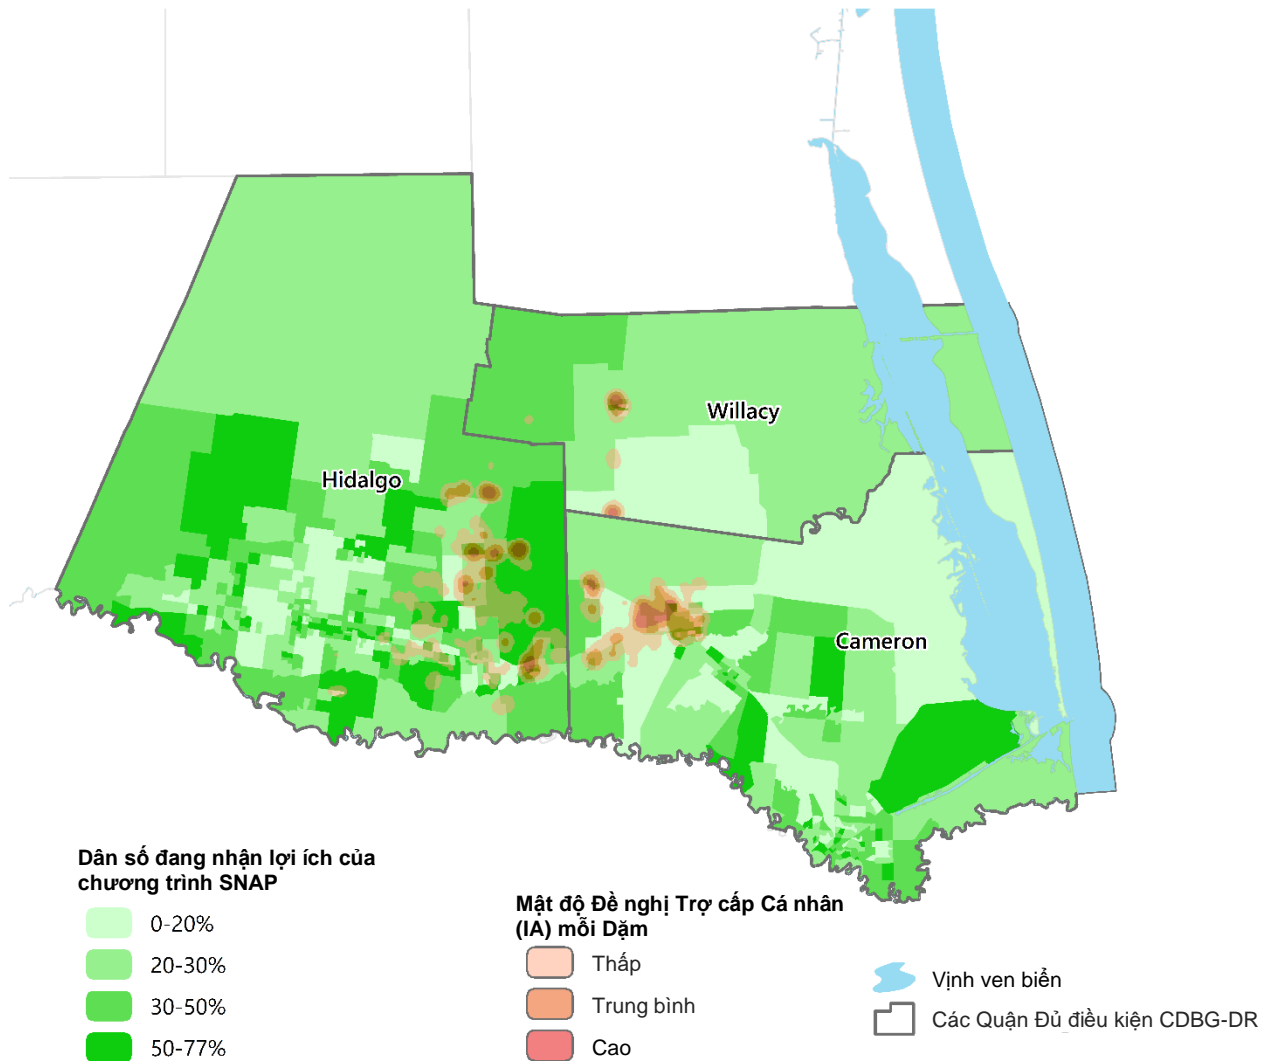 Willacy
Hidalgo
Cameron
Dân số đang nhận lợi ích của
chương trình SNAP
0-20%
20-30%
30-50%
50-77%
Mật độ Đề nghị Trợ cấp Cá nhân
(IA) mỗi Dặm
Thấp
Trung bình
Cao
Vịnh ven biển
Các Quận Đủ điều kiện CDBG-DR